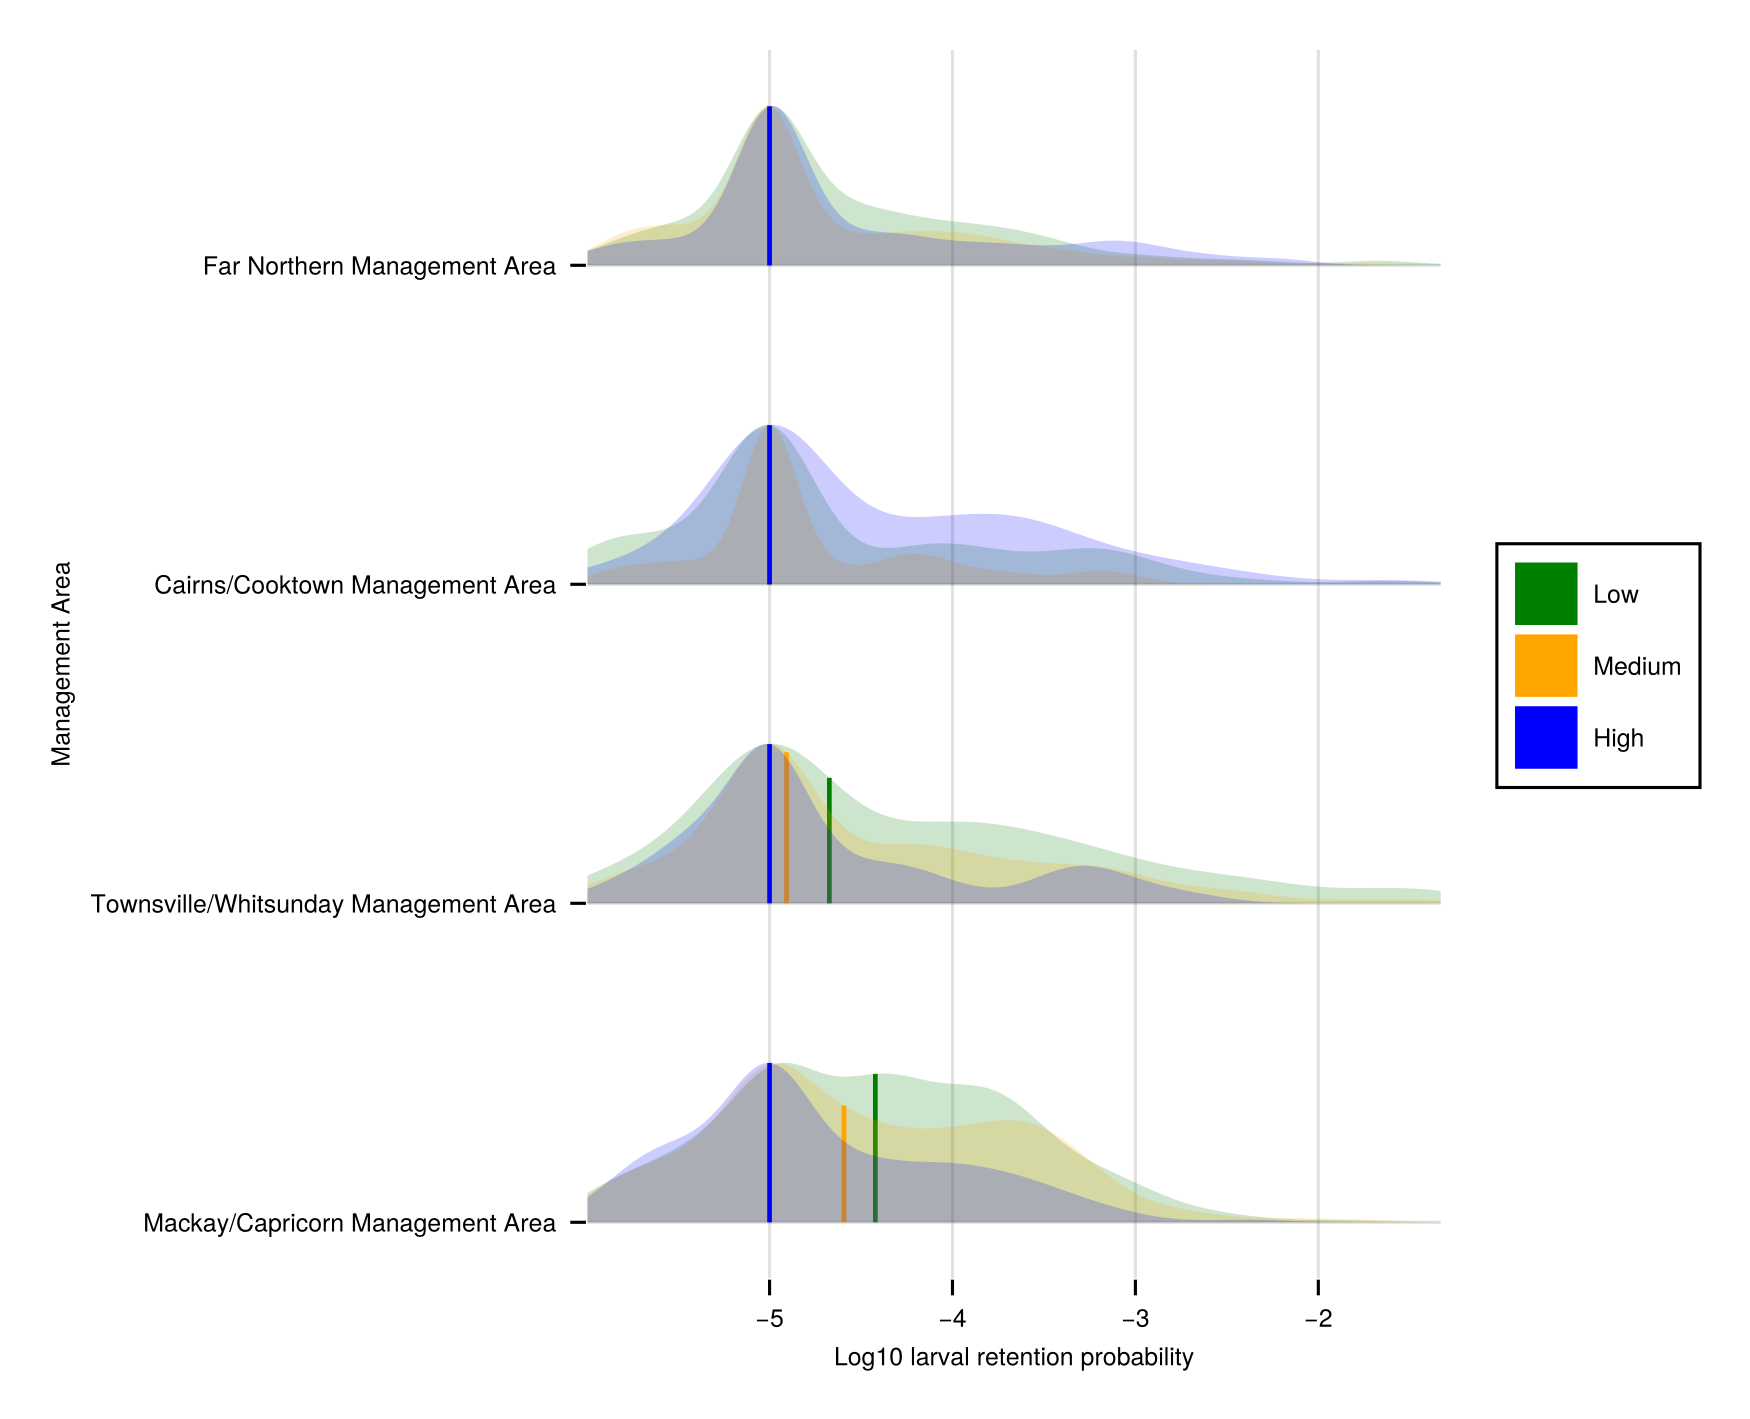 Far Northern Management Area
Cairns/Cooktown Management Area
Townsville/Whitsunday Management Area
Mackay/Capricorn Management Area
Management Area
−5
−4
−3
−2
Log10 larval retention probability
Low
Medium
High